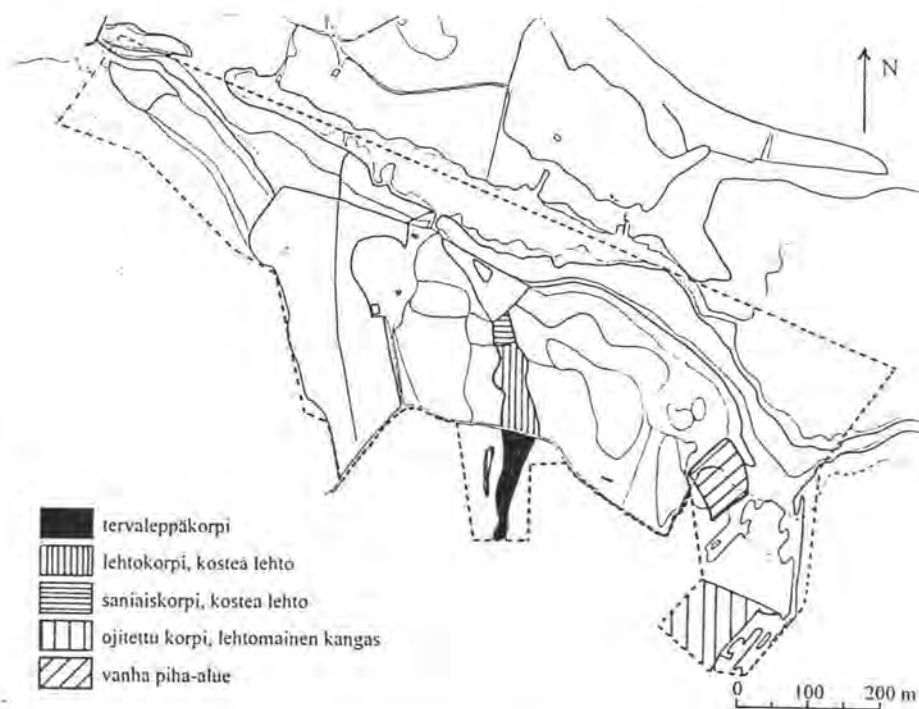 N
tervaleppäkorpi
lehtokorpi, kostea lehto
saniaiskorpi, kostea lehto
ojitettu korpi, lehtomainen kangas
vanha piha-alue
0 100 200 m